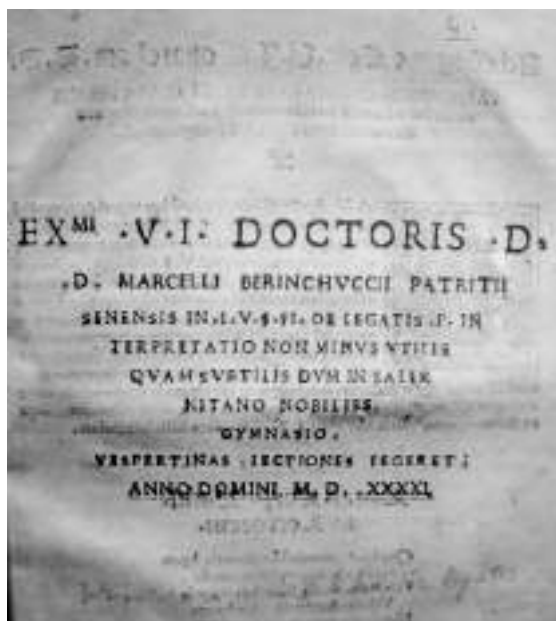 EXMI .V.I. DOCTORIS .D.
.D. MARCELLI BERINCHVCCII PATRITII
SENENSIS IN.L.V.S.SI. DE LEGATIS .P. IN
TERPRETATIO NON MINVS VTILIS
QVAM SVBTILIS DVM IN SALER
NITANO NOBILISS.
GYMNASIO.
VESPERTINAS LECTIONES LEGERET:
ANNO DOMINI. M. D. XXXXI.